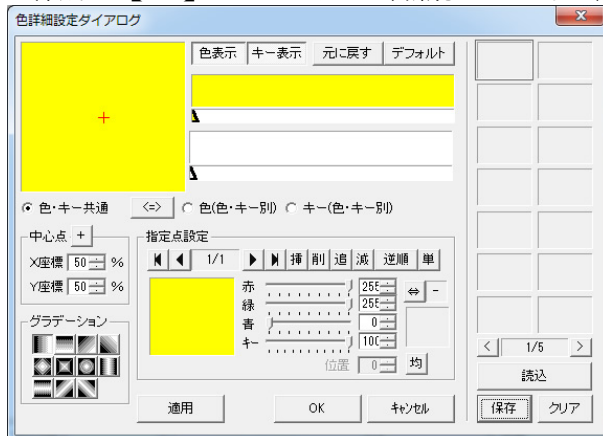 色詳細設定ダイアログ
色表示 キー表示 元に戻す デフォルト
色・キー共通 <=> 色(色・キー別) キー(色・キー別)
中心点 +
X座標 50 %
Y座標 50 %
グラデーション
指定点設定
1/1 挿 削 追 減 逆順 単
赤 255
緑 255
青 0
キー 100
⇔ -
位置 0 均
適用 OK キャンセル
< 1/5 >
読込
保存 クリア